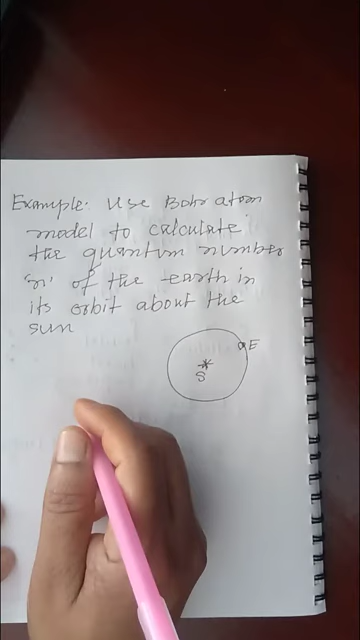 Example: Use Bohr atom
model to calculate
the quantum number
'n' of the earth in
its orbit about the
sun
E
S